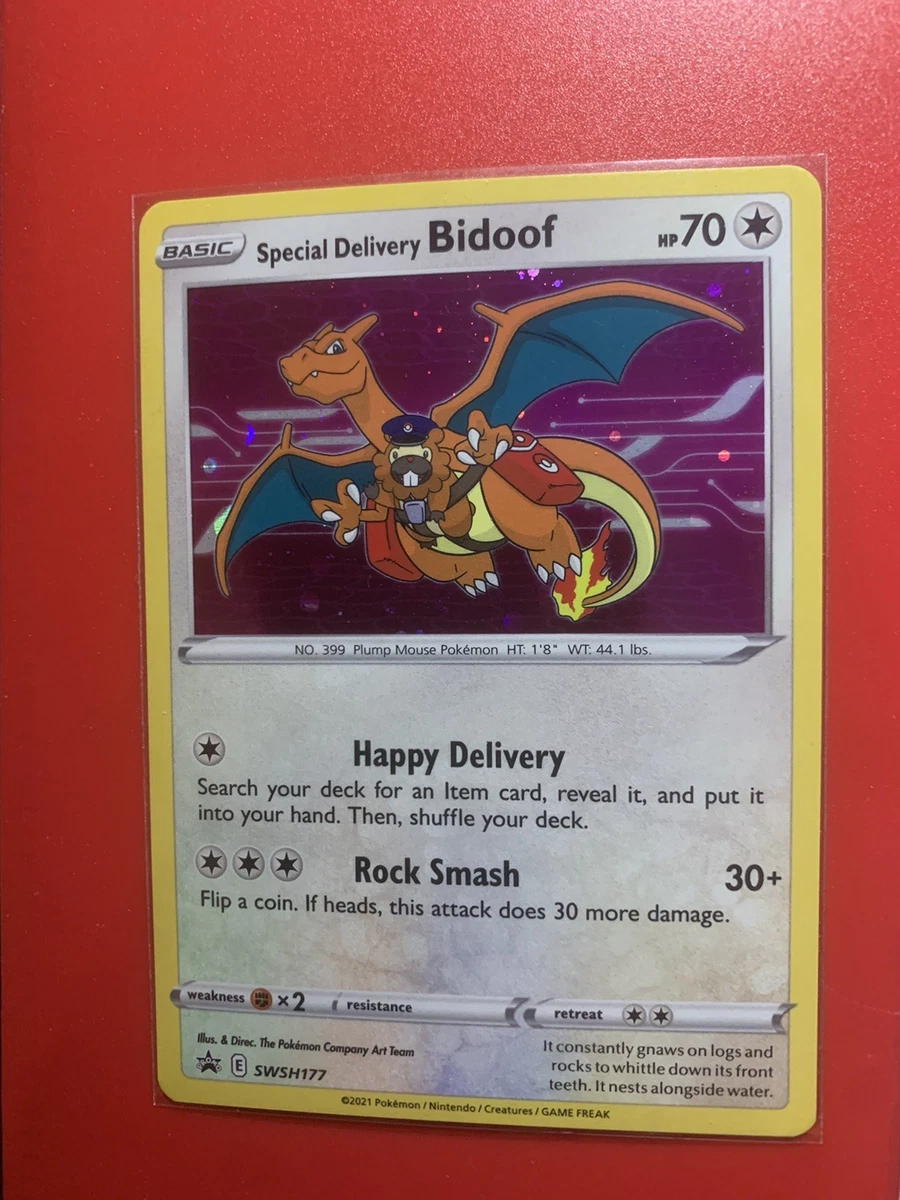 BASIC Special Delivery Bidoof HP 70
NO. 399 Plump Mouse Pokémon HT: 1'8" WT: 44.1 lbs.
Happy Delivery
Search your deck for an Item card, reveal it, and put it
into your hand. Then, shuffle your deck.
Rock Smash 30+
Flip a coin. If heads, this attack does 30 more damage.
weakness ×2 resistance retreat
Illus. & Direc. The Pokémon Company Art Team
E SWSH177
It constantly gnaws on logs and
rocks to whittle down its front
teeth. It nests alongside water.
©2021 Pokémon / Nintendo / Creatures / GAME FREAK